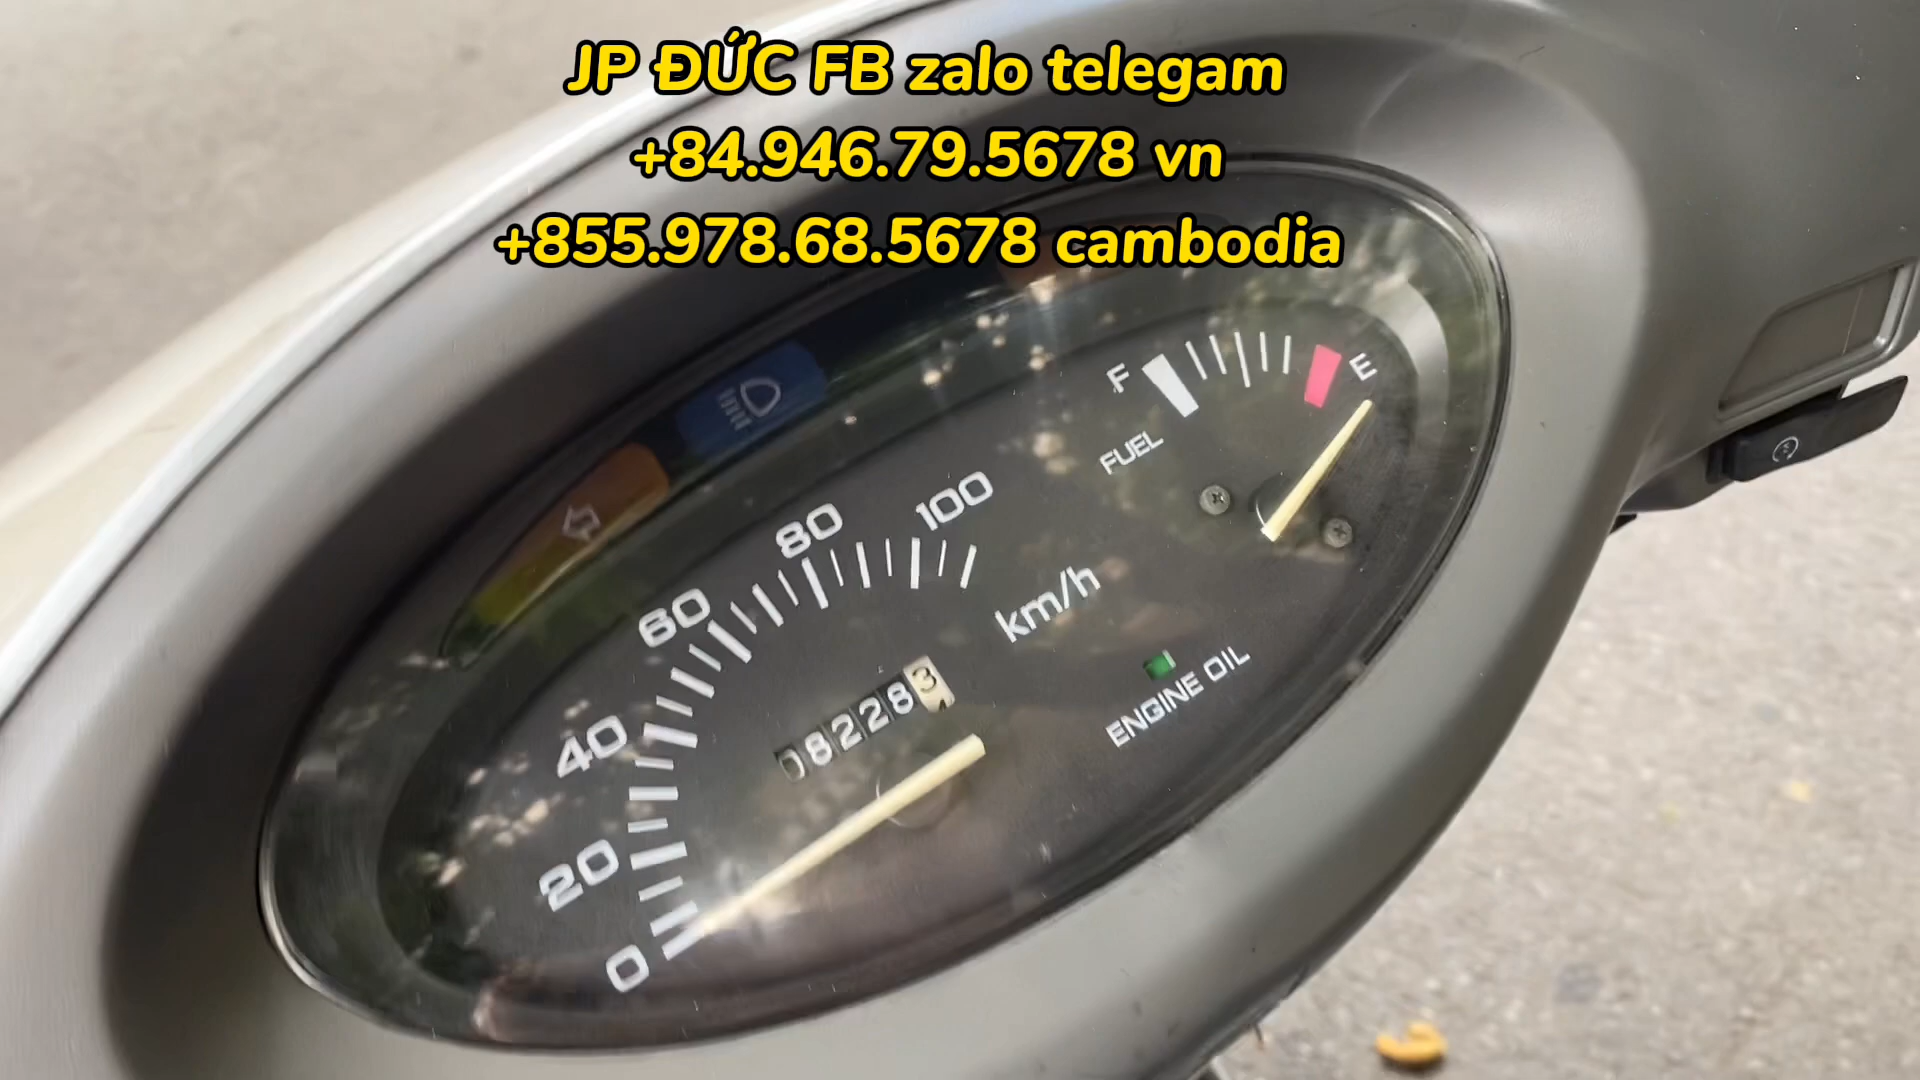 JP ĐỨC FB zalo telegam
+84.946.79.5678 vn
+855.978.68.5678 cambodia
F E
FUEL
0 20 40 60 80 100
km/h
082283
ENGINE OIL